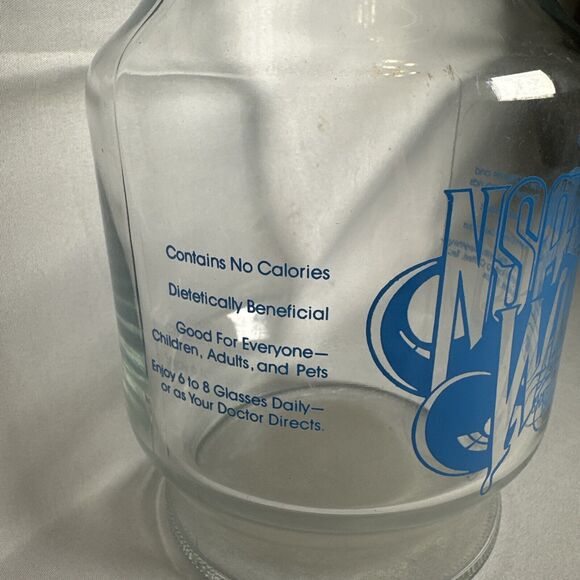 Contains No Calories
Dietetically Beneficial
Good For Everyone—
Children, Adults, and Pets
Enjoy 6 to 8 Glasses Daily—
or as Your Doctor Directs.
NSA